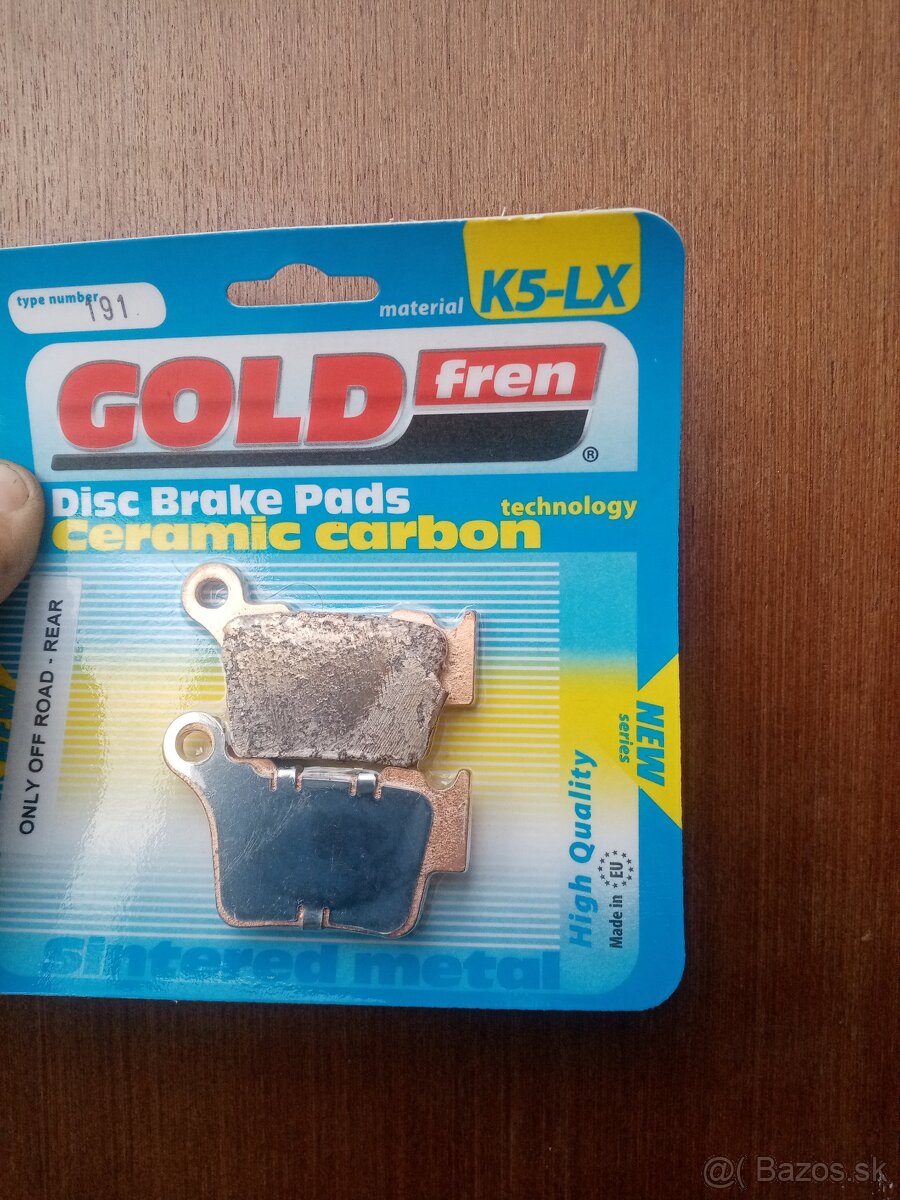 type number
191
material K5-LX
GOLD fren ®
Disc Brake Pads
Ceramic carbon technology
ONLY OFF ROAD - REAR
NEW
series
High Quality
Made in EU
Sintered metal
@( Bazos.sk